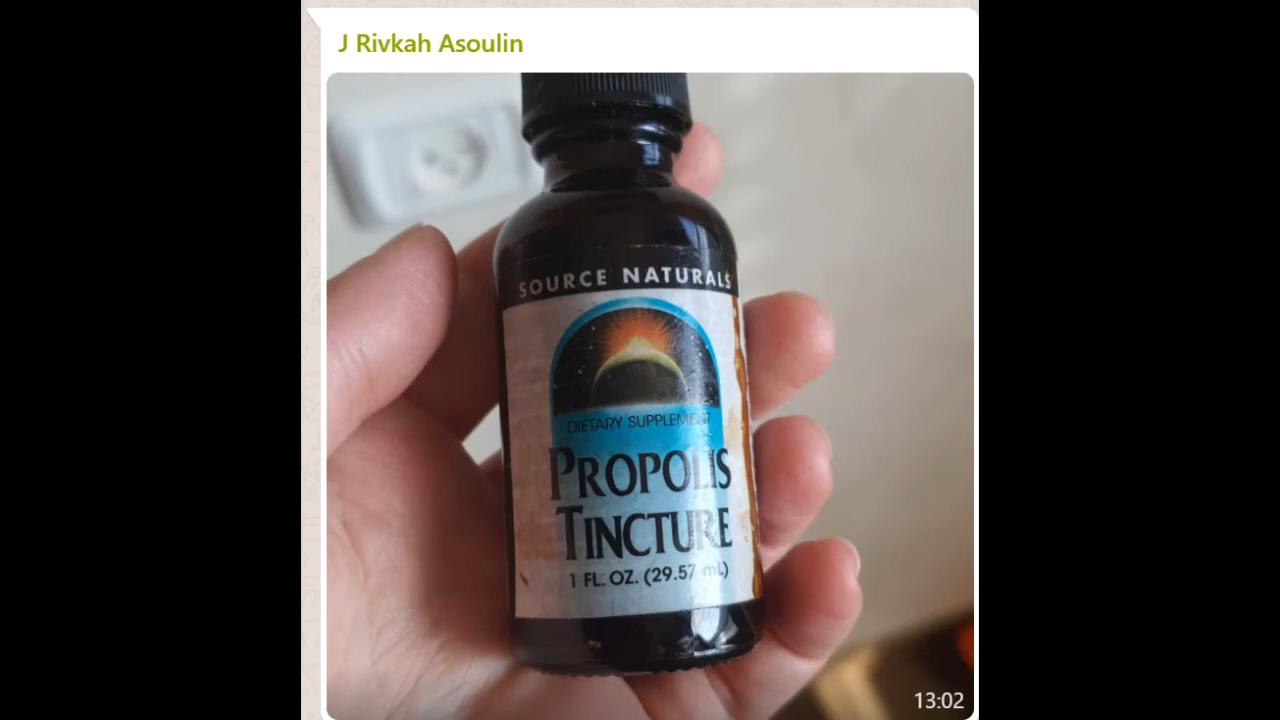 J Rivkah Asoulin
SOURCE NATURALS
DIETARY SUPPLEMENT
PROPOLIS
TINCTURE
1 FL. OZ. (29.57 mL)
13:02